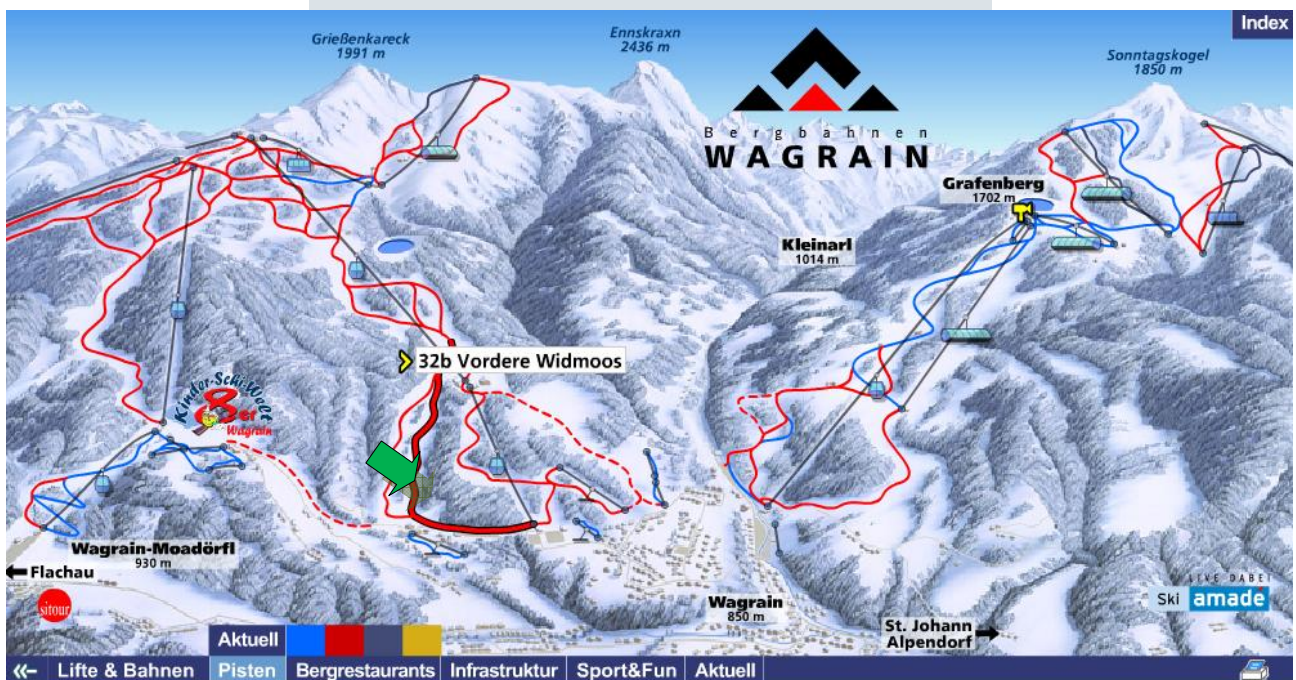 Index
Grießenkareck
1991 m
Ennskraxn
2436 m
Sonntagskogel
1850 m
Bergbahnen
WAGRAIN
Grafenberg
1702 m
Kleinarl
1014 m
32b Vordere Widmoos
Kinder-Schi-Welt
8er
Wagrain
Wagrain-Moadörfl
930 m
Flachau
sitour
Wagrain
850 m
St. Johann
Alpendorf
LIVE DABEI
Ski amade
Aktuell
Lifte & Bahnen Pisten Bergrestaurants Infrastruktur Sport&Fun Aktuell